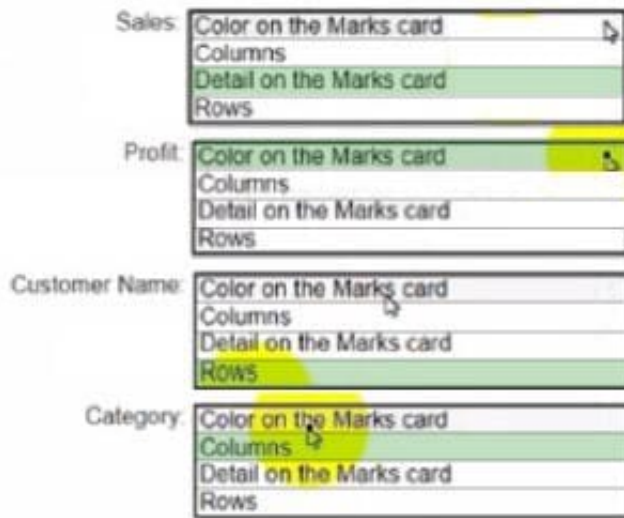 Sales: Color on the Marks card
Columns
Detail on the Marks card
Rows
Profit: Color on the Marks card
Columns
Detail on the Marks card
Rows
Customer Name: Color on the Marks card
Columns
Detail on the Marks card
Rows
Category: Color on the Marks card
Columns
Detail on the Marks card
Rows